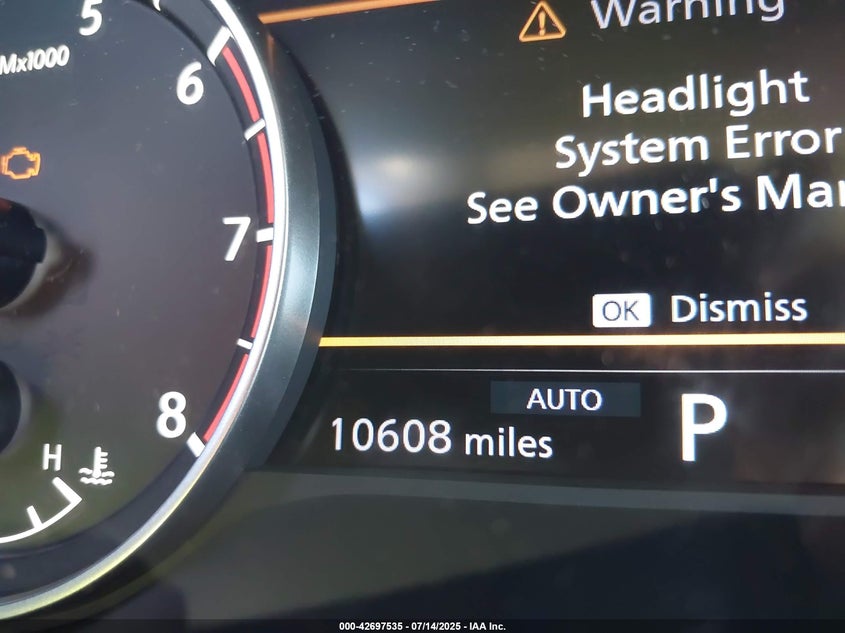 5
Mx1000
6
7
8
H
Warning
Headlight
System Error
See Owner's Ma
OK Dismiss
AUTO
10608 miles
P
000-42697535 - 07/14/2025 - IAA Inc.